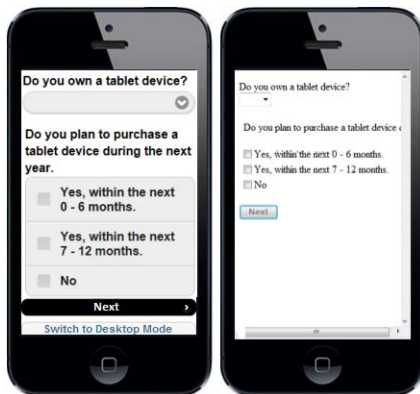 Do you own a tablet device?
Do you plan to purchase a
tablet device during the next
year.
Yes, within the next
0 - 6 months.
Yes, within the next
7 - 12 months.
No
Next
Switch to Desktop Mode
Do you own a tablet device?
Do you plan to purchase a tablet device
Yes, within the next 0 - 6 months.
Yes, within the next 7 - 12 months.
No
Next